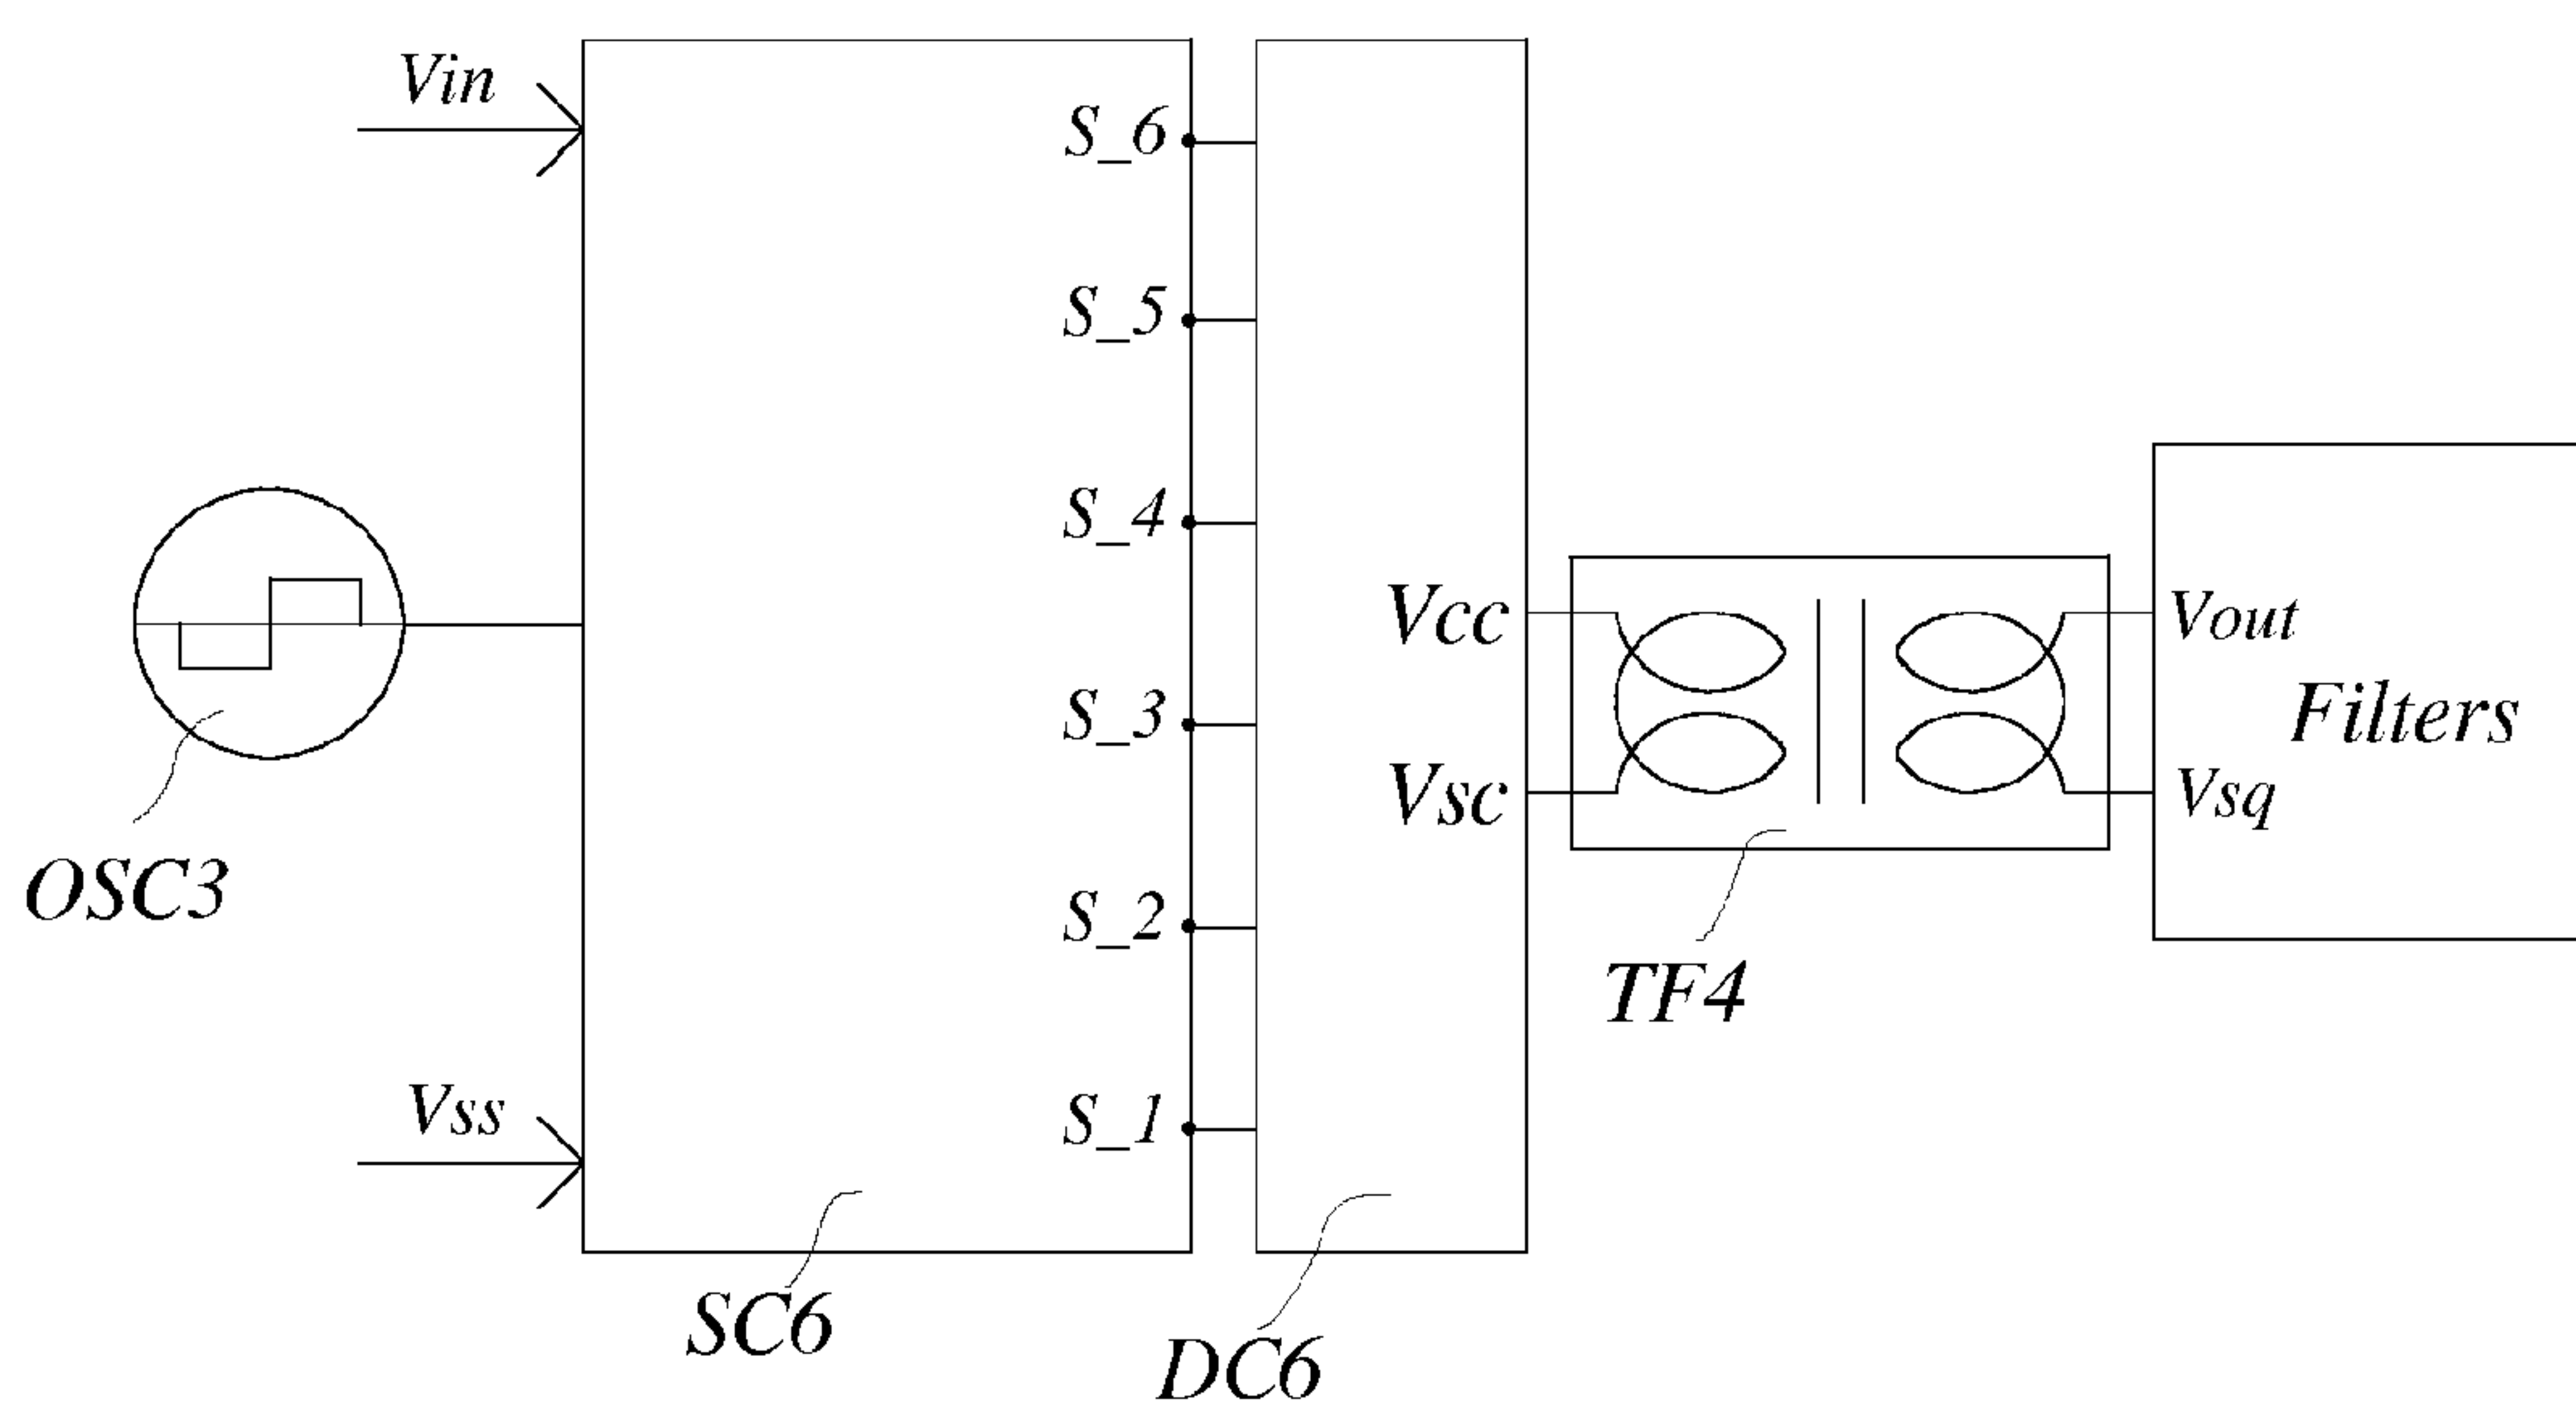 Vin
S_6
S_5
S_4
Vcc
Vout
S_3
Filters
Vsc
Vsq
OSC3
S_2
TF4
Vss
S_1
SC6
DC6